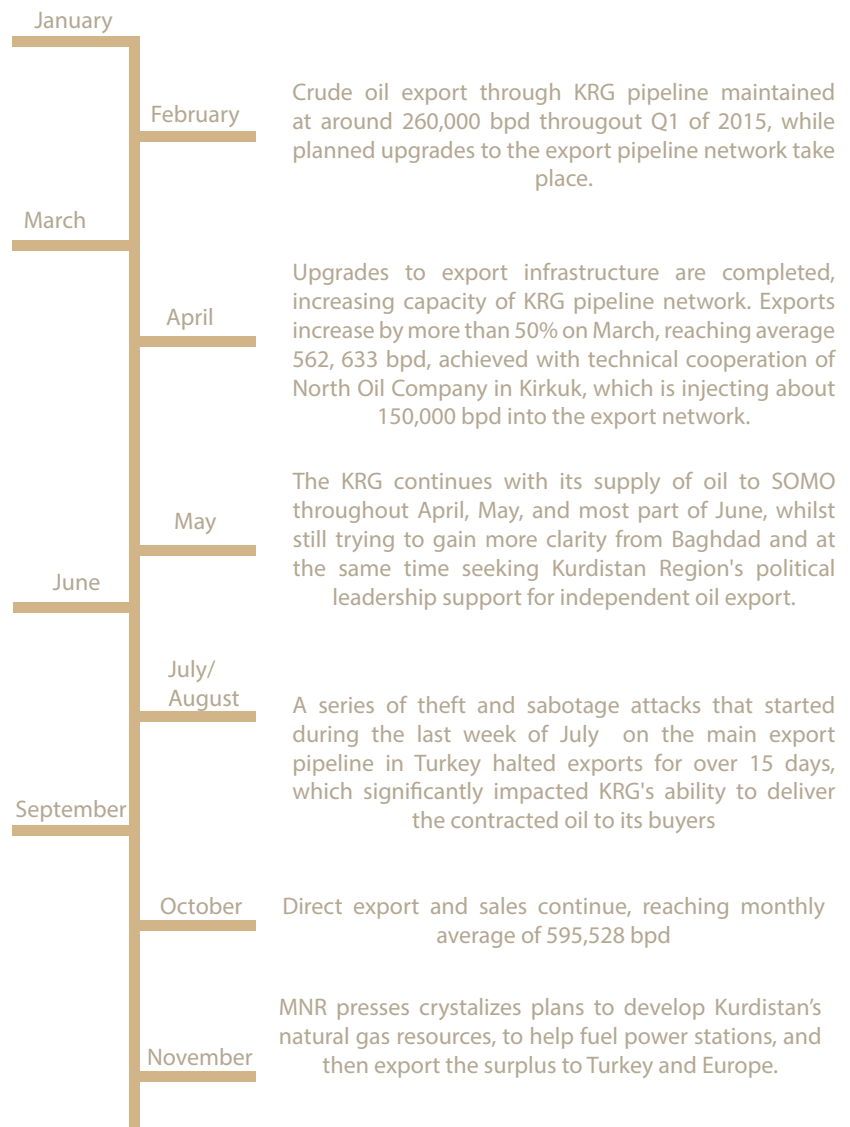 January
February
Crude oil export through KRG pipeline maintained
at around 260,000 bpd througout Q1 of 2015, while
planned upgrades to the export pipeline network take
place.
March
April
Upgrades to export infrastructure are completed,
increasing capacity of KRG pipeline network. Exports
increase by more than 50% on March, reaching average
562, 633 bpd, achieved with technical cooperation of
North Oil Company in Kirkuk, which is injecting about
150,000 bpd into the export network.
May
The KRG continues with its supply of oil to SOMO
throughout April, May, and most part of June, whilst
still trying to gain more clarity from Baghdad and at
the same time seeking Kurdistan Region's political
leadership support for independent oil export.
June
July/
August
A series of theft and sabotage attacks that started
during the last week of July on the main export
pipeline in Turkey halted exports for over 15 days,
which significantly impacted KRG's ability to deliver
the contracted oil to its buyers
September
October
Direct export and sales continue, reaching monthly
average of 595,528 bpd
November
MNR presses crystalizes plans to develop Kurdistan’s
natural gas resources, to help fuel power stations, and
then export the surplus to Turkey and Europe.